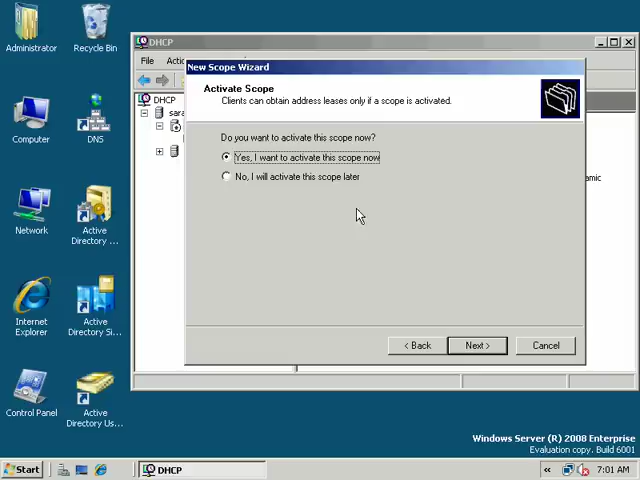 Administrator
Recycle Bin
Computer
DNS
Network
Active
Directory ...
Internet
Explorer
Active
Directory Si...
Control Panel
Active
Directory Us...
DHCP
File
DHCP
New Scope Wizard
Activate Scope
Clients can obtain address leases only if a scope is activated.
Do you want to activate this scope now?
Yes, I want to activate this scope now
No, I will activate this scope later
< Back
Next >
Cancel
Windows Server (R) 2008 Enterprise
Evaluation copy. Build 6001
Start
DHCP
«
7:01 AM